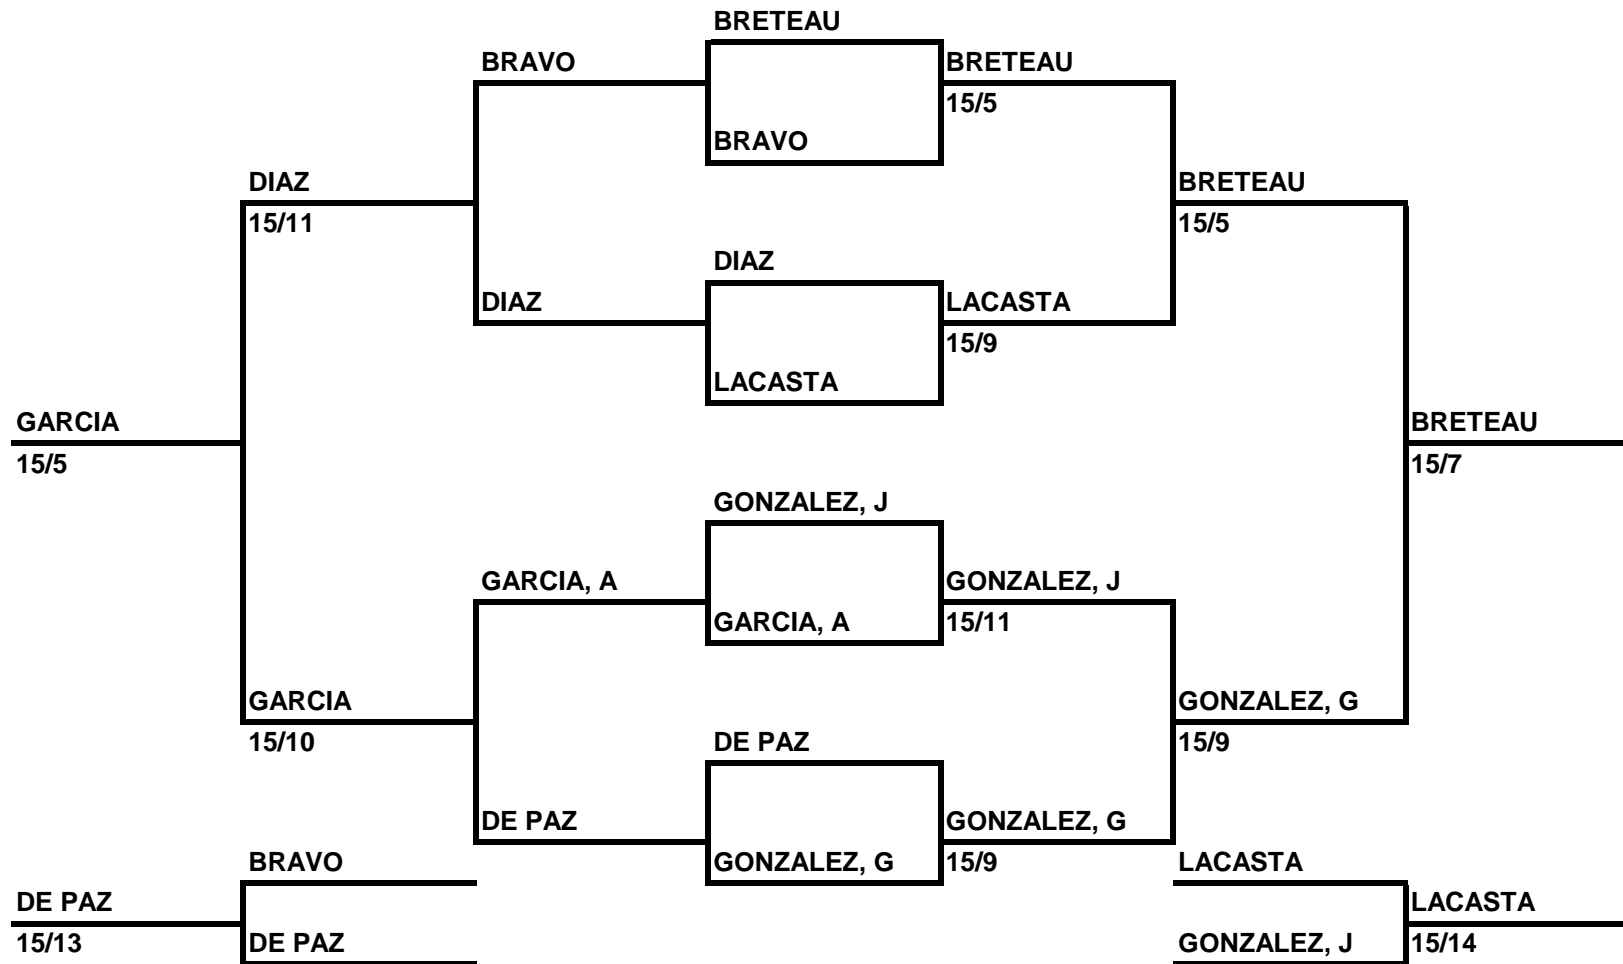 BRETEAU
BRAVO
BRETEAU
15/5
BRAVO
DIAZ
BRETEAU
15/11
15/5
DIAZ
DIAZ
LACASTA
15/9
LACASTA
GARCIA
BRETEAU
15/5
15/7
GONZALEZ, J
GARCIA, A
GONZALEZ, J
GARCIA, A
15/11
GARCIA
GONZALEZ, G
15/10
DE PAZ
15/9
DE PAZ
GONZALEZ, G
BRAVO
GONZALEZ, G
15/9
LACASTA
DE PAZ
LACASTA
15/13
DE PAZ
GONZALEZ, J
15/14